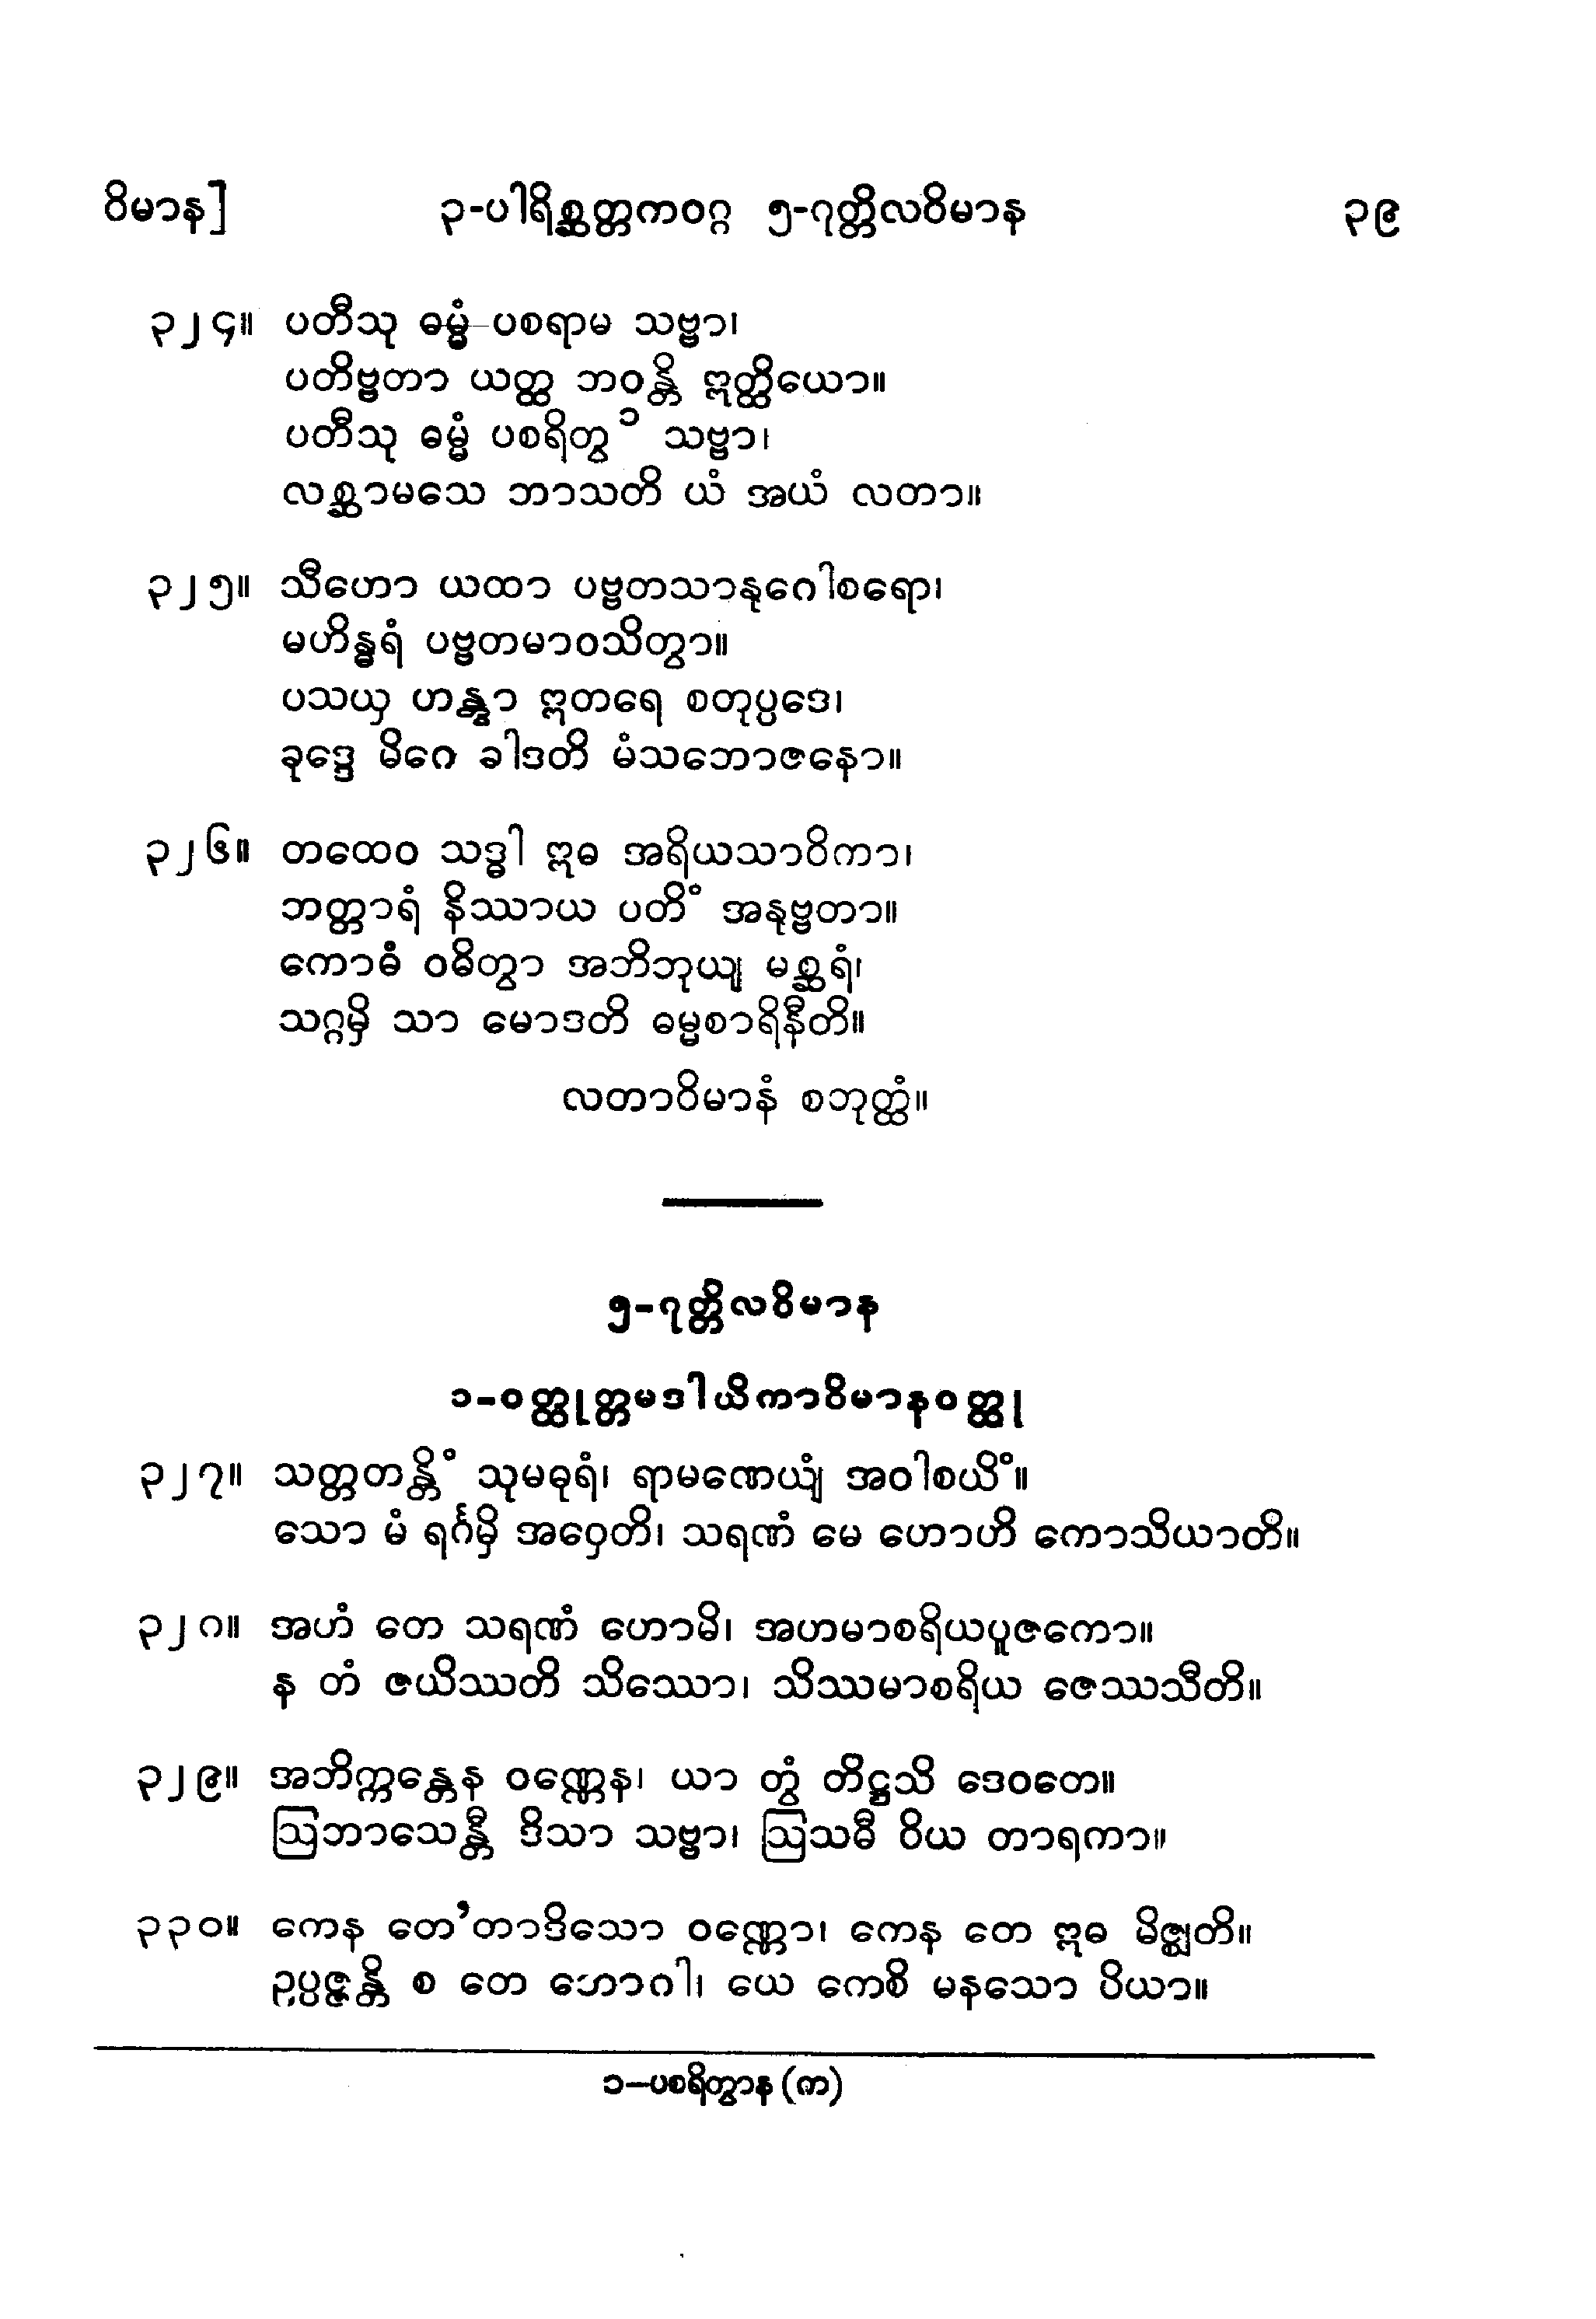 ဝိမာန]
၃-ပါရိစ္ဆတ္တကဝဂ္ဂ ၅-ဂုတ္တိလဝိမာန
၃၉
၃၂၄။ ပတီသု ဓမ္မံ ပစရာမ သဗ္ဗာ၊
ပတိဗ္ဗတာ ယတ္ထ ဘဝန္တိ ဣတ္ထိယော။
ပတီသု ဓမ္မံ ပစရိတွ ၁ သဗ္ဗာ၊
လစ္ဆာမသေ ဘာသတိ ယံ အယံ လတာ။
၃၂၅။ သီဟော ယထာ ပဗ္ဗတသာနုဂေါစရော၊
မဟိန္ဓရံ ပဗ္ဗတမာဝသိတွာ။
ပသယှ ဟန္တွာ ဣတရေ စတုပ္ပဒေ၊
ခုဒ္ဒေ မိဂေ ခါဒတိ မံသဘောဇနော။
၃၂၆။ တထေဝ သဒ္ဓါ ဣဓ အရိယသာဝိကာ၊
ဘတ္တာရံ နိဿာယ ပတိံ အနုဗ္ဗတာ။
ကောဓံ ဝဓိတွာ အဘိဘုယျ မစ္ဆရံ၊
သဂ္ဂမှိ သာ မောဒတိ ဓမ္မစာရိနီတိ။
လတာဝိမာနံ စတုတ္ထံ။
၅-ဂုတ္တိလဝိမာန
၁-ဝတ္ထုတ္တမဒါယိကာဝိမာနဝတ္ထု
၃၂၇။ သတ္တတန္တိံ သုမဓုရံ၊ ရာမဏေယျံ အဝါစယိံ။
သော မံ ရင်္ဂမှိ အဝှေတိ၊ သရဏံ မေ ဟောဟိ ကောသိယာတိ။
၃၂၈။ အဟံ တေ သရဏံ ဟောမိ၊ အဟမာစရိယပူဇကော။
န တံ ဇယိဿတိ သိဿော၊ သိဿမာစရိယ ဇေဿသီတိ။
၃၂၉။ အဘိက္ကန္တေန ဝဏ္ဏေန၊ ယာ တွံ တိဋ္ဌသိ ဒေဝတေ။
ဩဘာသေန္တီ ဒိသာ သဗ္ဗာ၊ ဩသဓီ ဝိယ တာရကာ။
၃၃၀။ ကေန တေ’တာဒိသော ဝဏ္ဏော၊ ကေန တေ ဣဓ မိဇ္ဈတိ။
ဥပ္ပဇ္ဇန္တိ စ တေ ဘောဂါ၊ ယေ ကေစိ မနသော ပိယာ။
၁−ပစရိတွာန (က)